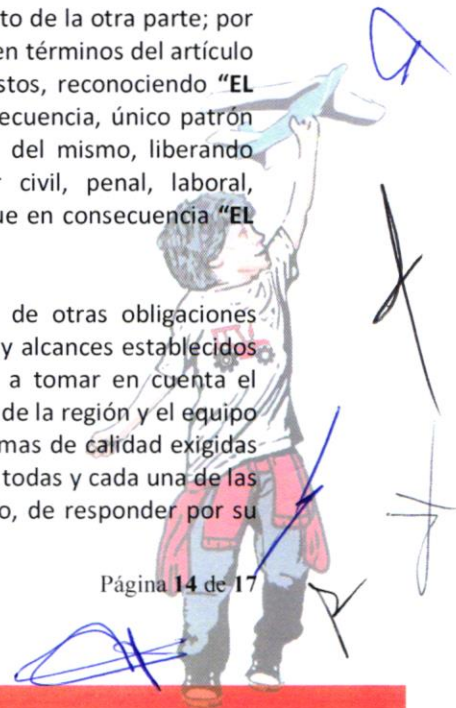 to de la otra parte; por
en términos del artículo
stos, reconociendo "EL
ecuencia, único patrón
del mismo, liberando
civil, penal, laboral,
ue en consecuencia "EL
de otras obligaciones
y alcances establecidos
a tomar en cuenta el
de la región y el equipo
mas de calidad exigidas
todas y cada una de las
o, de responder por su
Página 14 de 17